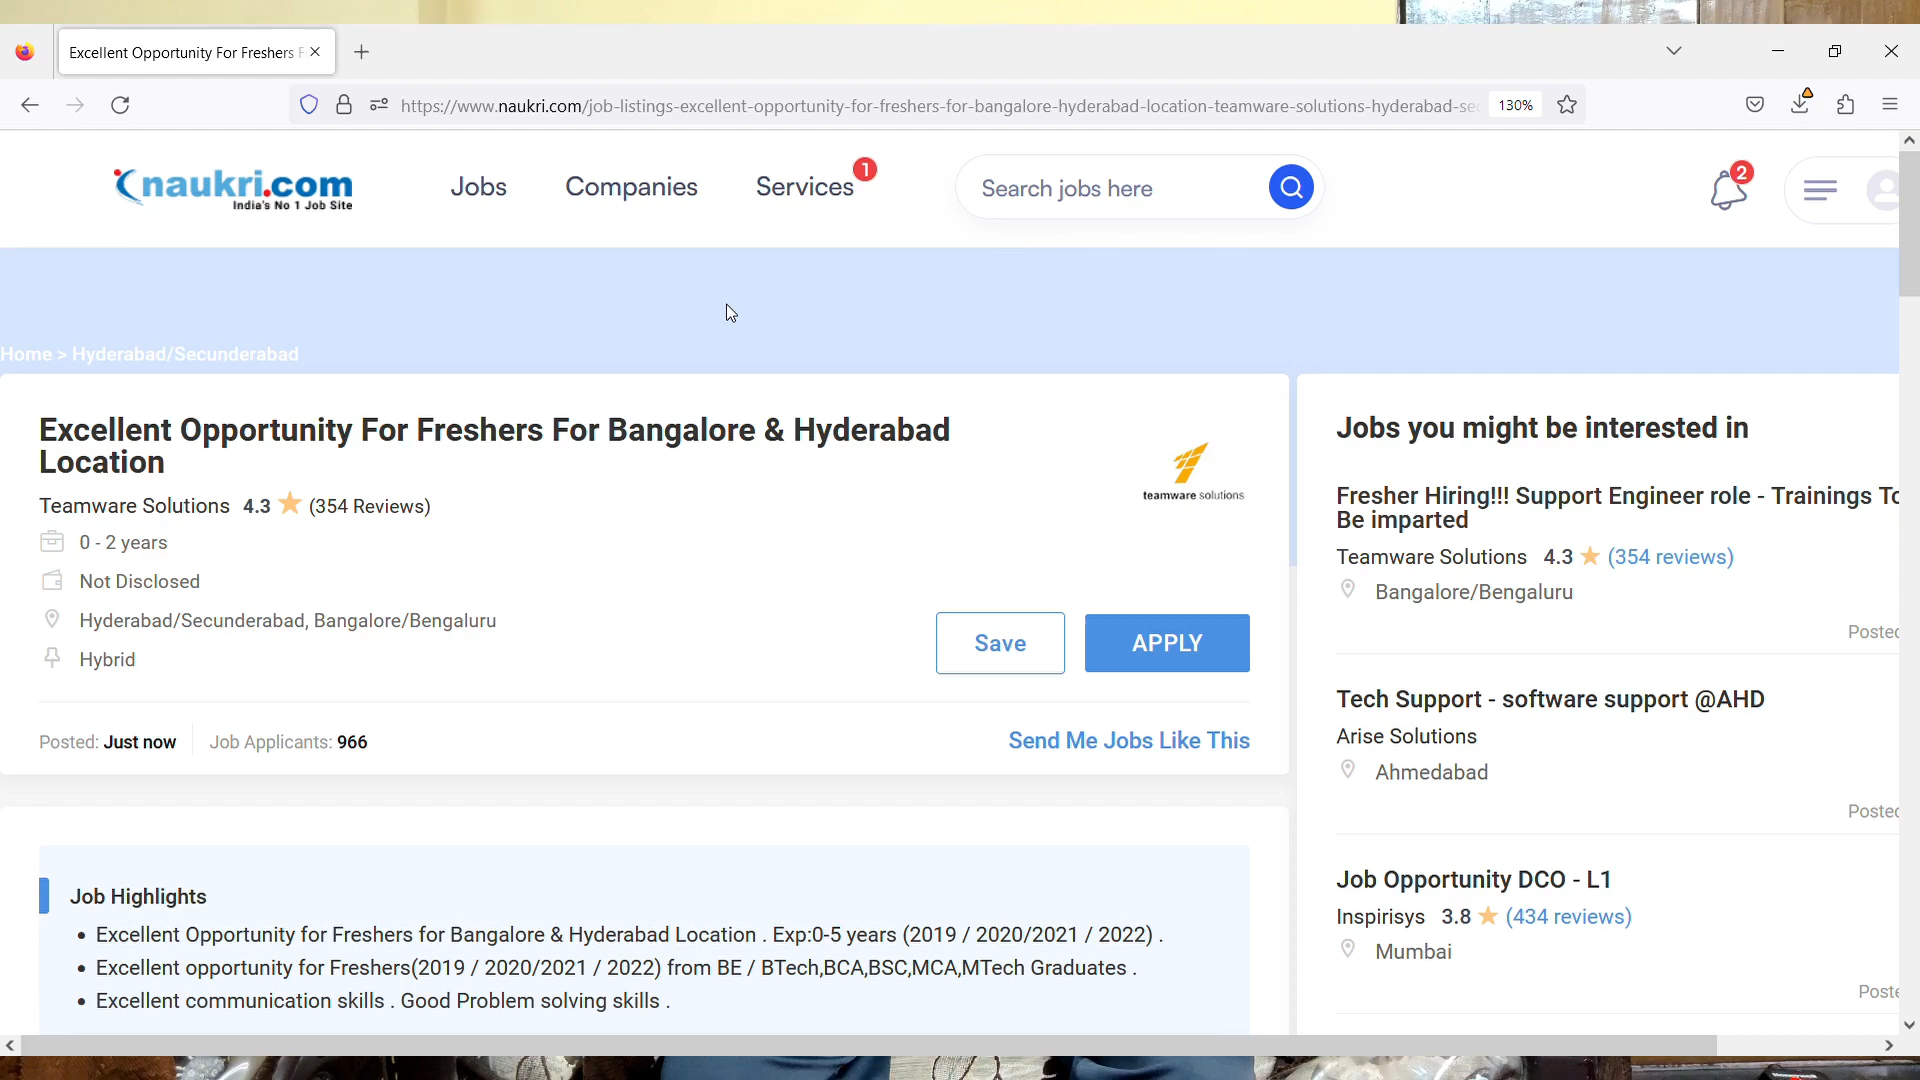 Excellent Opportunity For Freshers F
https://www.naukri.com/job-listings-excellent-opportunity-for-freshers-for-bangalore-hyderabad-location-teamware-solutions-hyderabad-sec
130%
naukri.com
India's No 1 Job Site
Jobs
Companies
Services
1
Search jobs here
2
Home > Hyderabad/Secunderabad
Excellent Opportunity For Freshers For Bangalore & Hyderabad
Location
teamware solutions
Teamware Solutions 4.3 (354 Reviews)
0 - 2 years
Not Disclosed
Hyderabad/Secunderabad, Bangalore/Bengaluru
Hybrid
Save
APPLY
Posted: Just now
Job Applicants: 966
Send Me Jobs Like This
Job Highlights
• Excellent Opportunity for Freshers for Bangalore & Hyderabad Location . Exp:0-5 years (2019 / 2020/2021 / 2022) .
• Excellent opportunity for Freshers(2019 / 2020/2021 / 2022) from BE / BTech,BCA,BSC,MCA,MTech Graduates .
• Excellent communication skills . Good Problem solving skills .
Jobs you might be interested in
Fresher Hiring!!! Support Engineer role - Trainings To
Be imparted
Teamware Solutions 4.3 (354 reviews)
Bangalore/Bengaluru
Posted
Tech Support - software support @AHD
Arise Solutions
Ahmedabad
Posted
Job Opportunity DCO - L1
Inspirisys 3.8 (434 reviews)
Mumbai
Poste